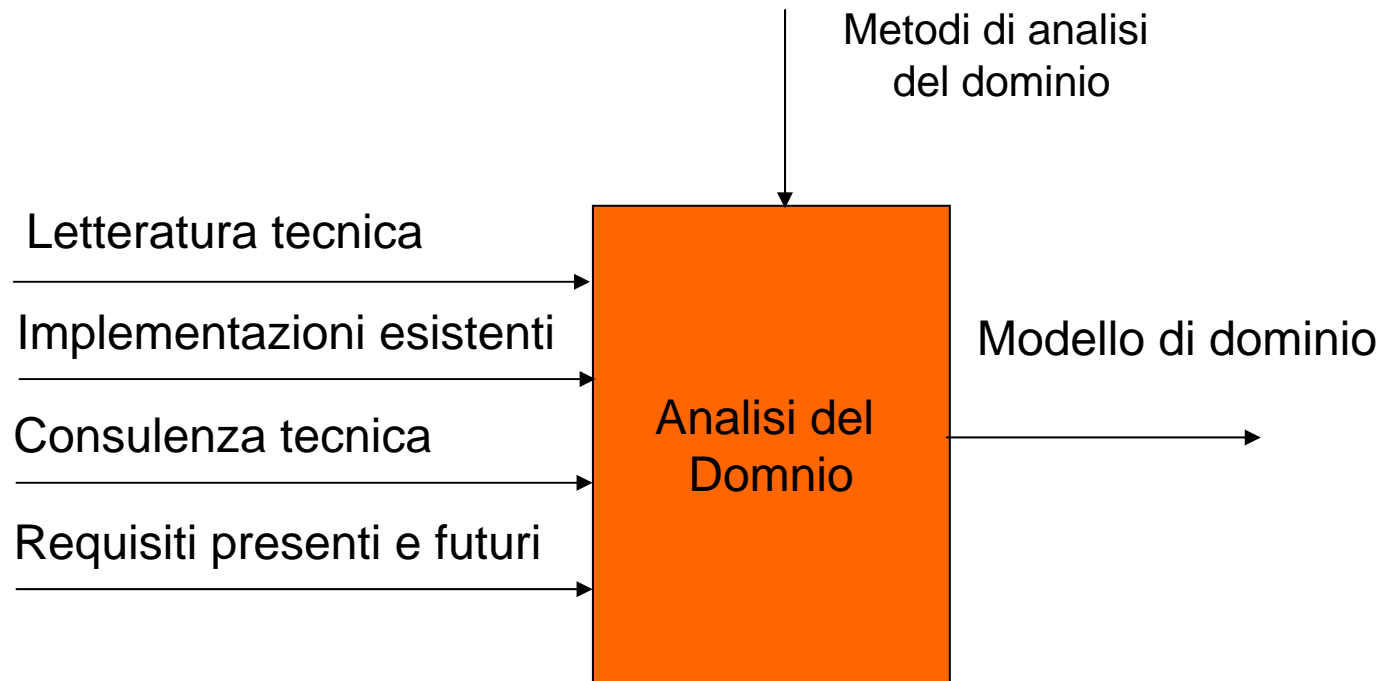 Metodi di analisi
del dominio
Letteratura tecnica
Implementazioni esistenti
Consulenza tecnica
Requisiti presenti e futuri
Analisi del
Domnio
Modello di dominio